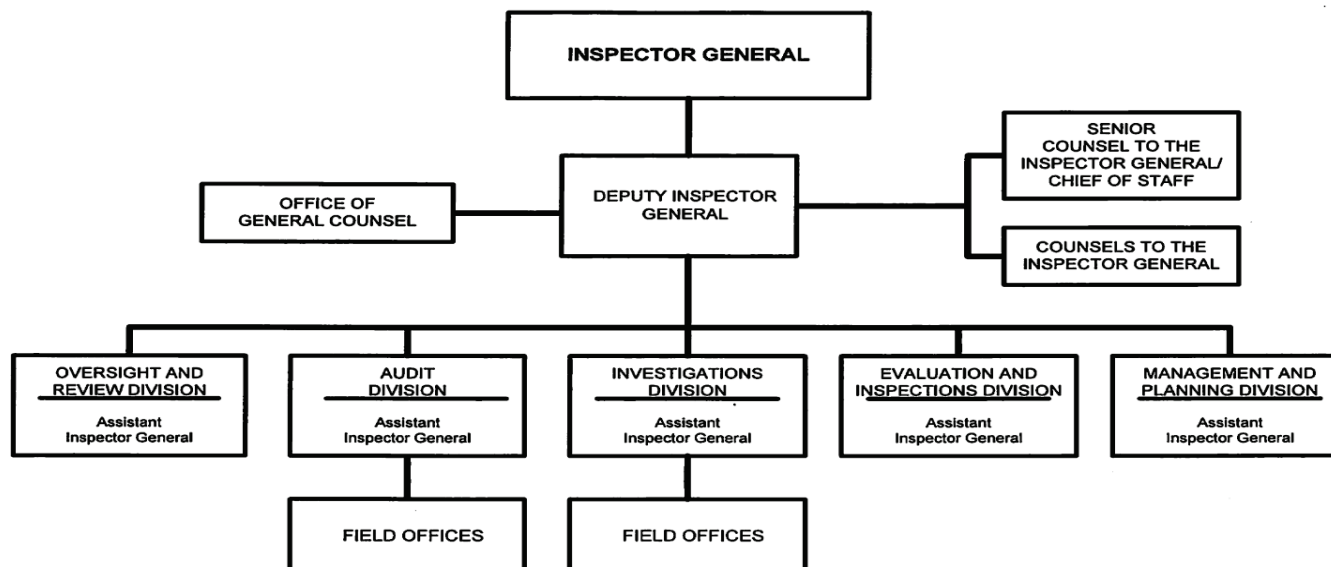 INSPECTOR GENERAL
SENIOR
COUNSEL TO THE
INSPECTOR GENERAL/
CHIEF OF STAFF
OFFICE OF
GENERAL COUNSEL
DEPUTY INSPECTOR
GENERAL
COUNSELS TO THE
INSPECTOR GENERAL
OVERSIGHT AND
REVIEW DIVISION
Assistant
Inspector General
AUDIT
DIVISION
Assistant
Inspector General
INVESTIGATIONS
DIVISION
Assistant
Inspector General
EVALUATION AND
INSPECTIONS DIVISION
Assistant
Inspector General
MANAGEMENT AND
PLANNING DIVISION
Assistant
Inspector General
FIELD OFFICES
FIELD OFFICES